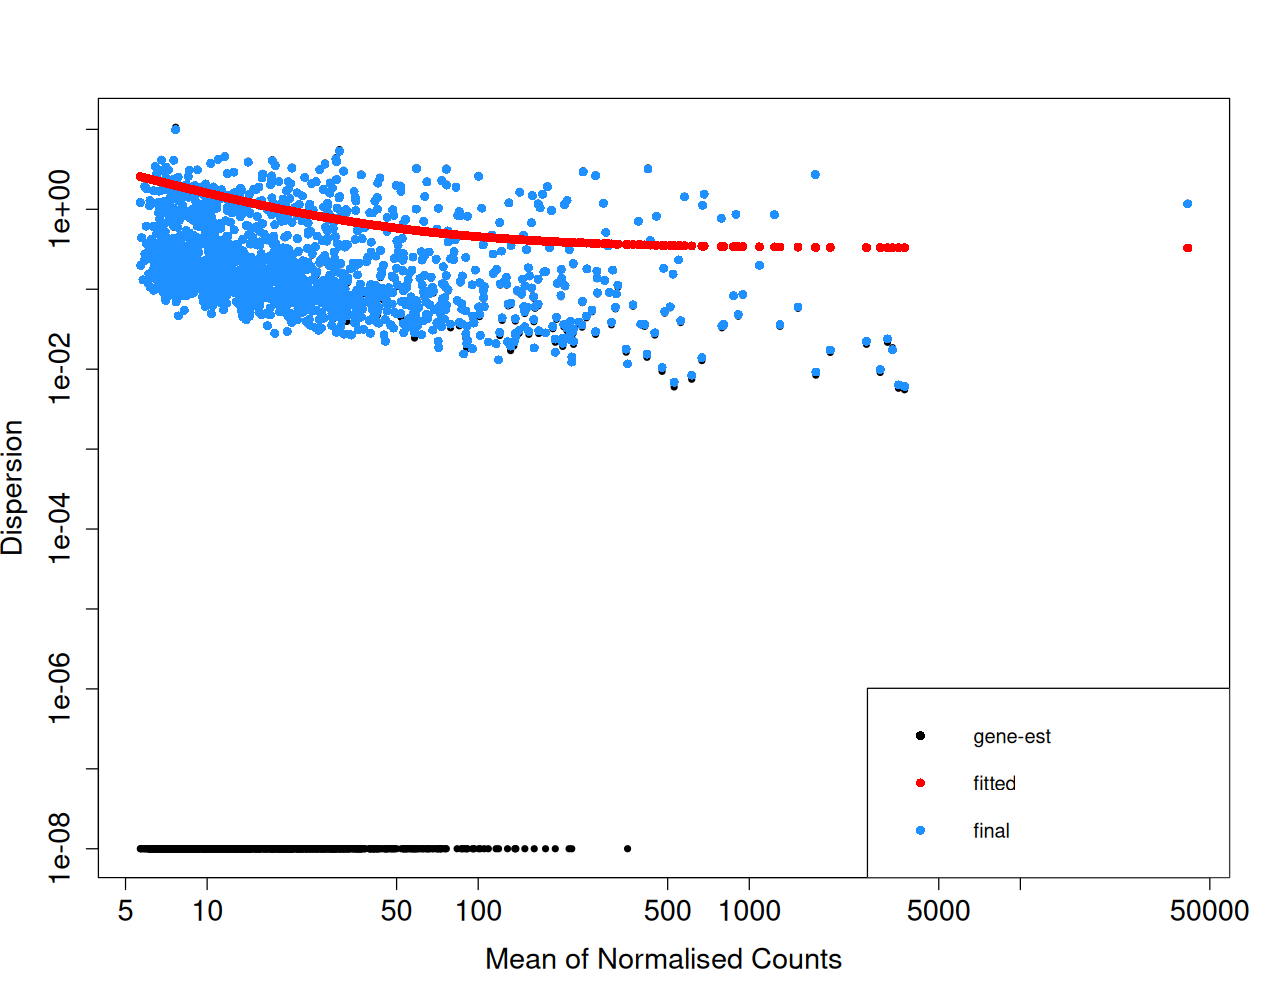 Dispersion
1e+00
1e-02
1e-04
1e-06
1e-08
gene-est
fitted
final
5 10 50 100 500 1000 5000 50000
Mean of Normalised Counts